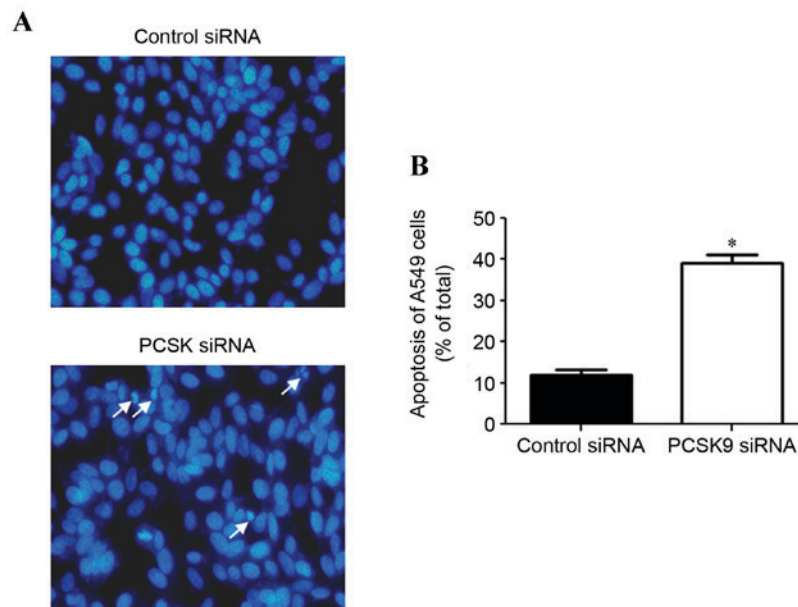 A
Control siRNA
PCSK siRNA
B
Apoptosis of A549 cells
(% of total)
50
40
30
20
10
0
*
Control siRNA
PCSK9 siRNA